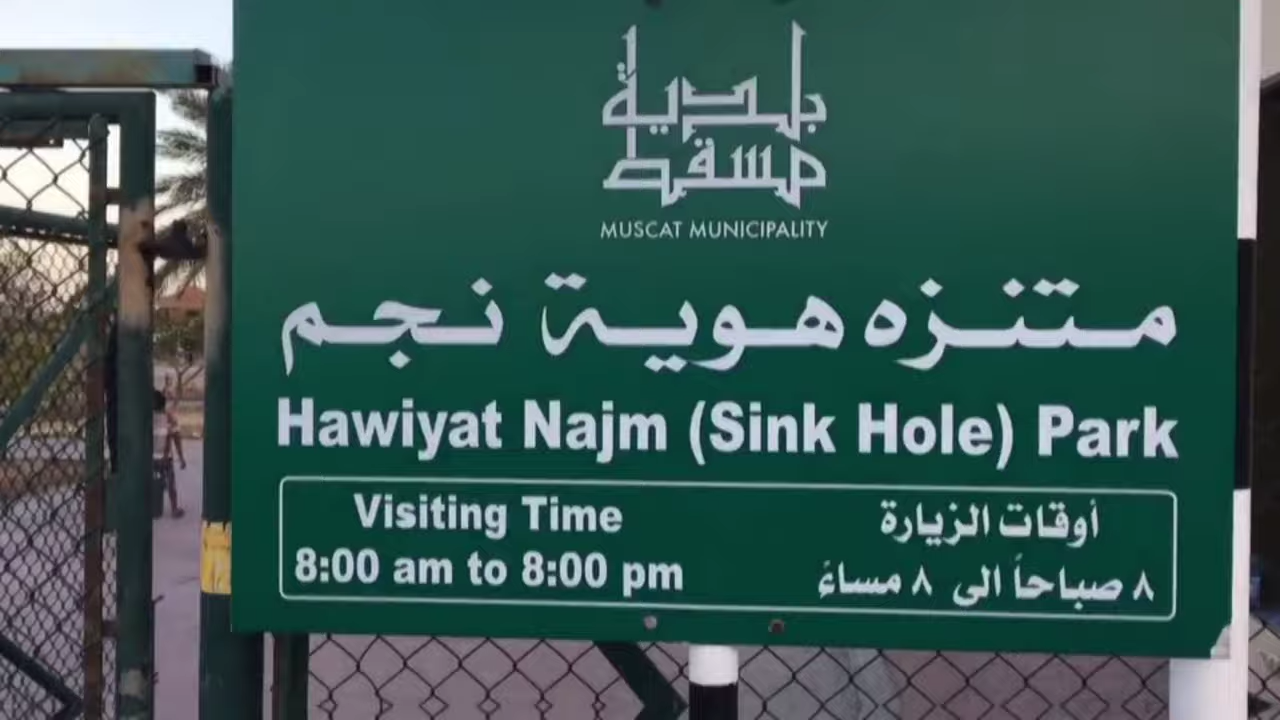 بلدية
مسقط
MUSCAT MUNICIPALITY
متنزه هوية نجم
Hawiyat Najm (Sink Hole) Park
Visiting Time
8:00 am to 8:00 pm
أوقات الزيارة
٨ صباحاً الى ٨ مساءً